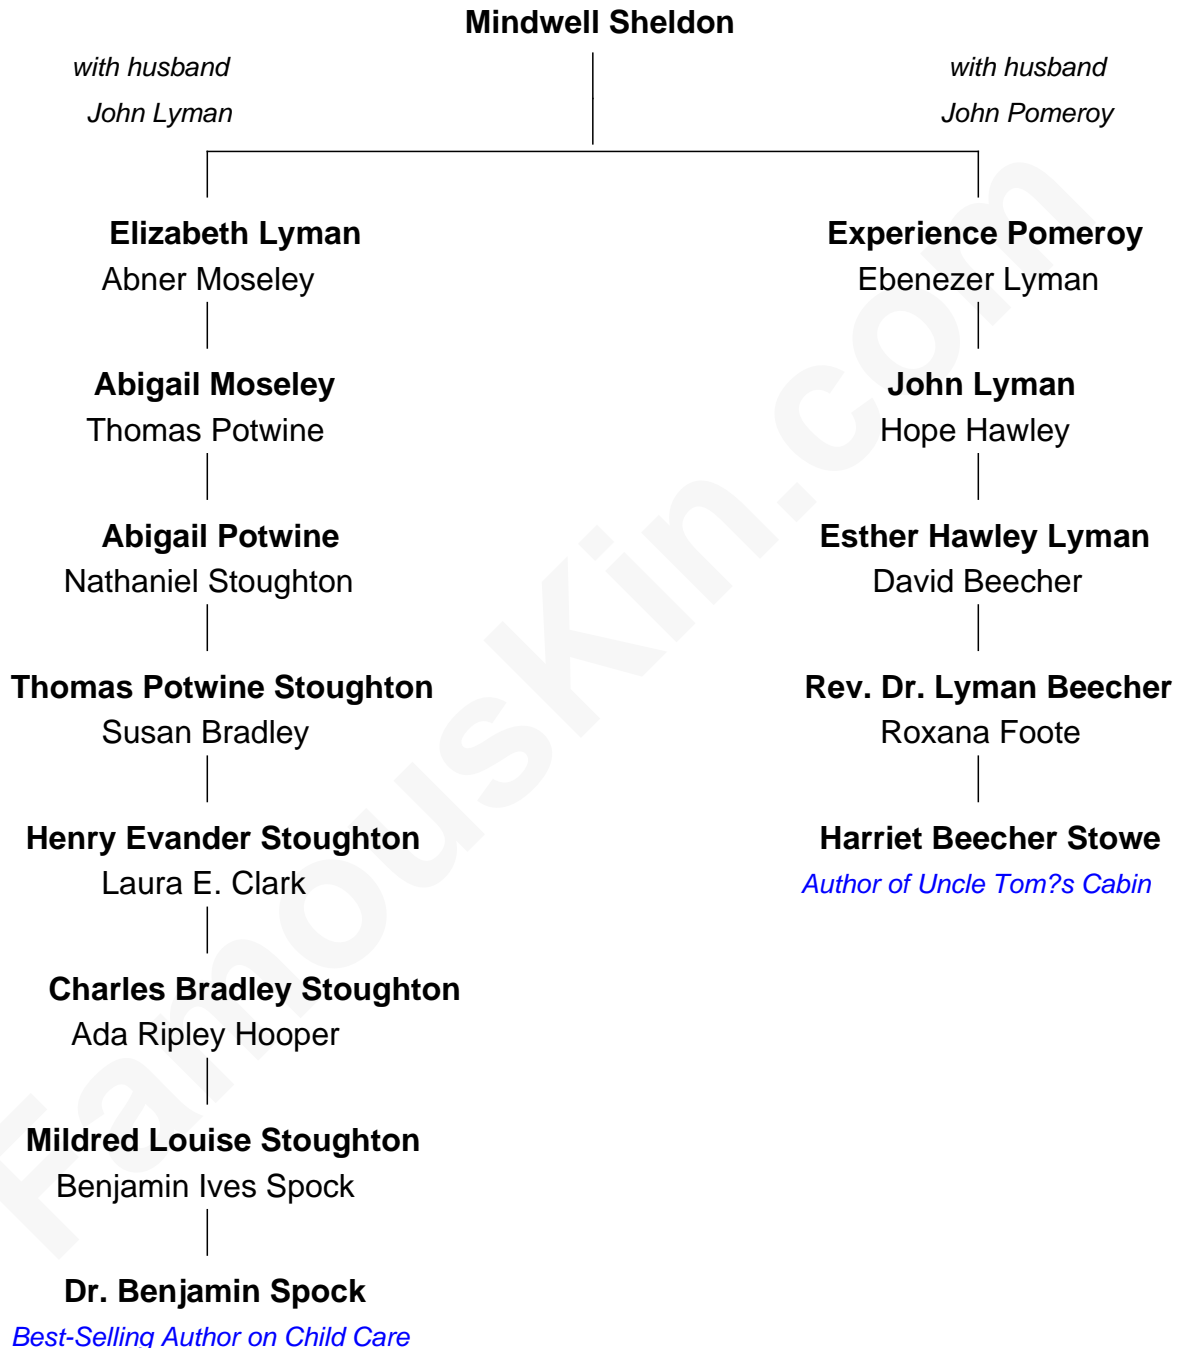 Mindwell Sheldon
with husband
John Lyman
with husband
John Pomeroy
Elizabeth Lyman
Abner Moseley
Abigail Moseley
Thomas Potwine
Abigail Potwine
Nathaniel Stoughton
Thomas Potwine Stoughton
Susan Bradley
Henry Evander Stoughton
Laura E. Clark
Charles Bradley Stoughton
Ada Ripley Hooper
Mildred Louise Stoughton
Benjamin Ives Spock
Dr. Benjamin Spock
Best-Selling Author on Child Care
Experience Pomeroy
Ebenezer Lyman
John Lyman
Hope Hawley
Esther Hawley Lyman
David Beecher
Rev. Dr. Lyman Beecher
Roxana Foote
Harriet Beecher Stowe
Author of Uncle Tom?s Cabin
FamousKin.com